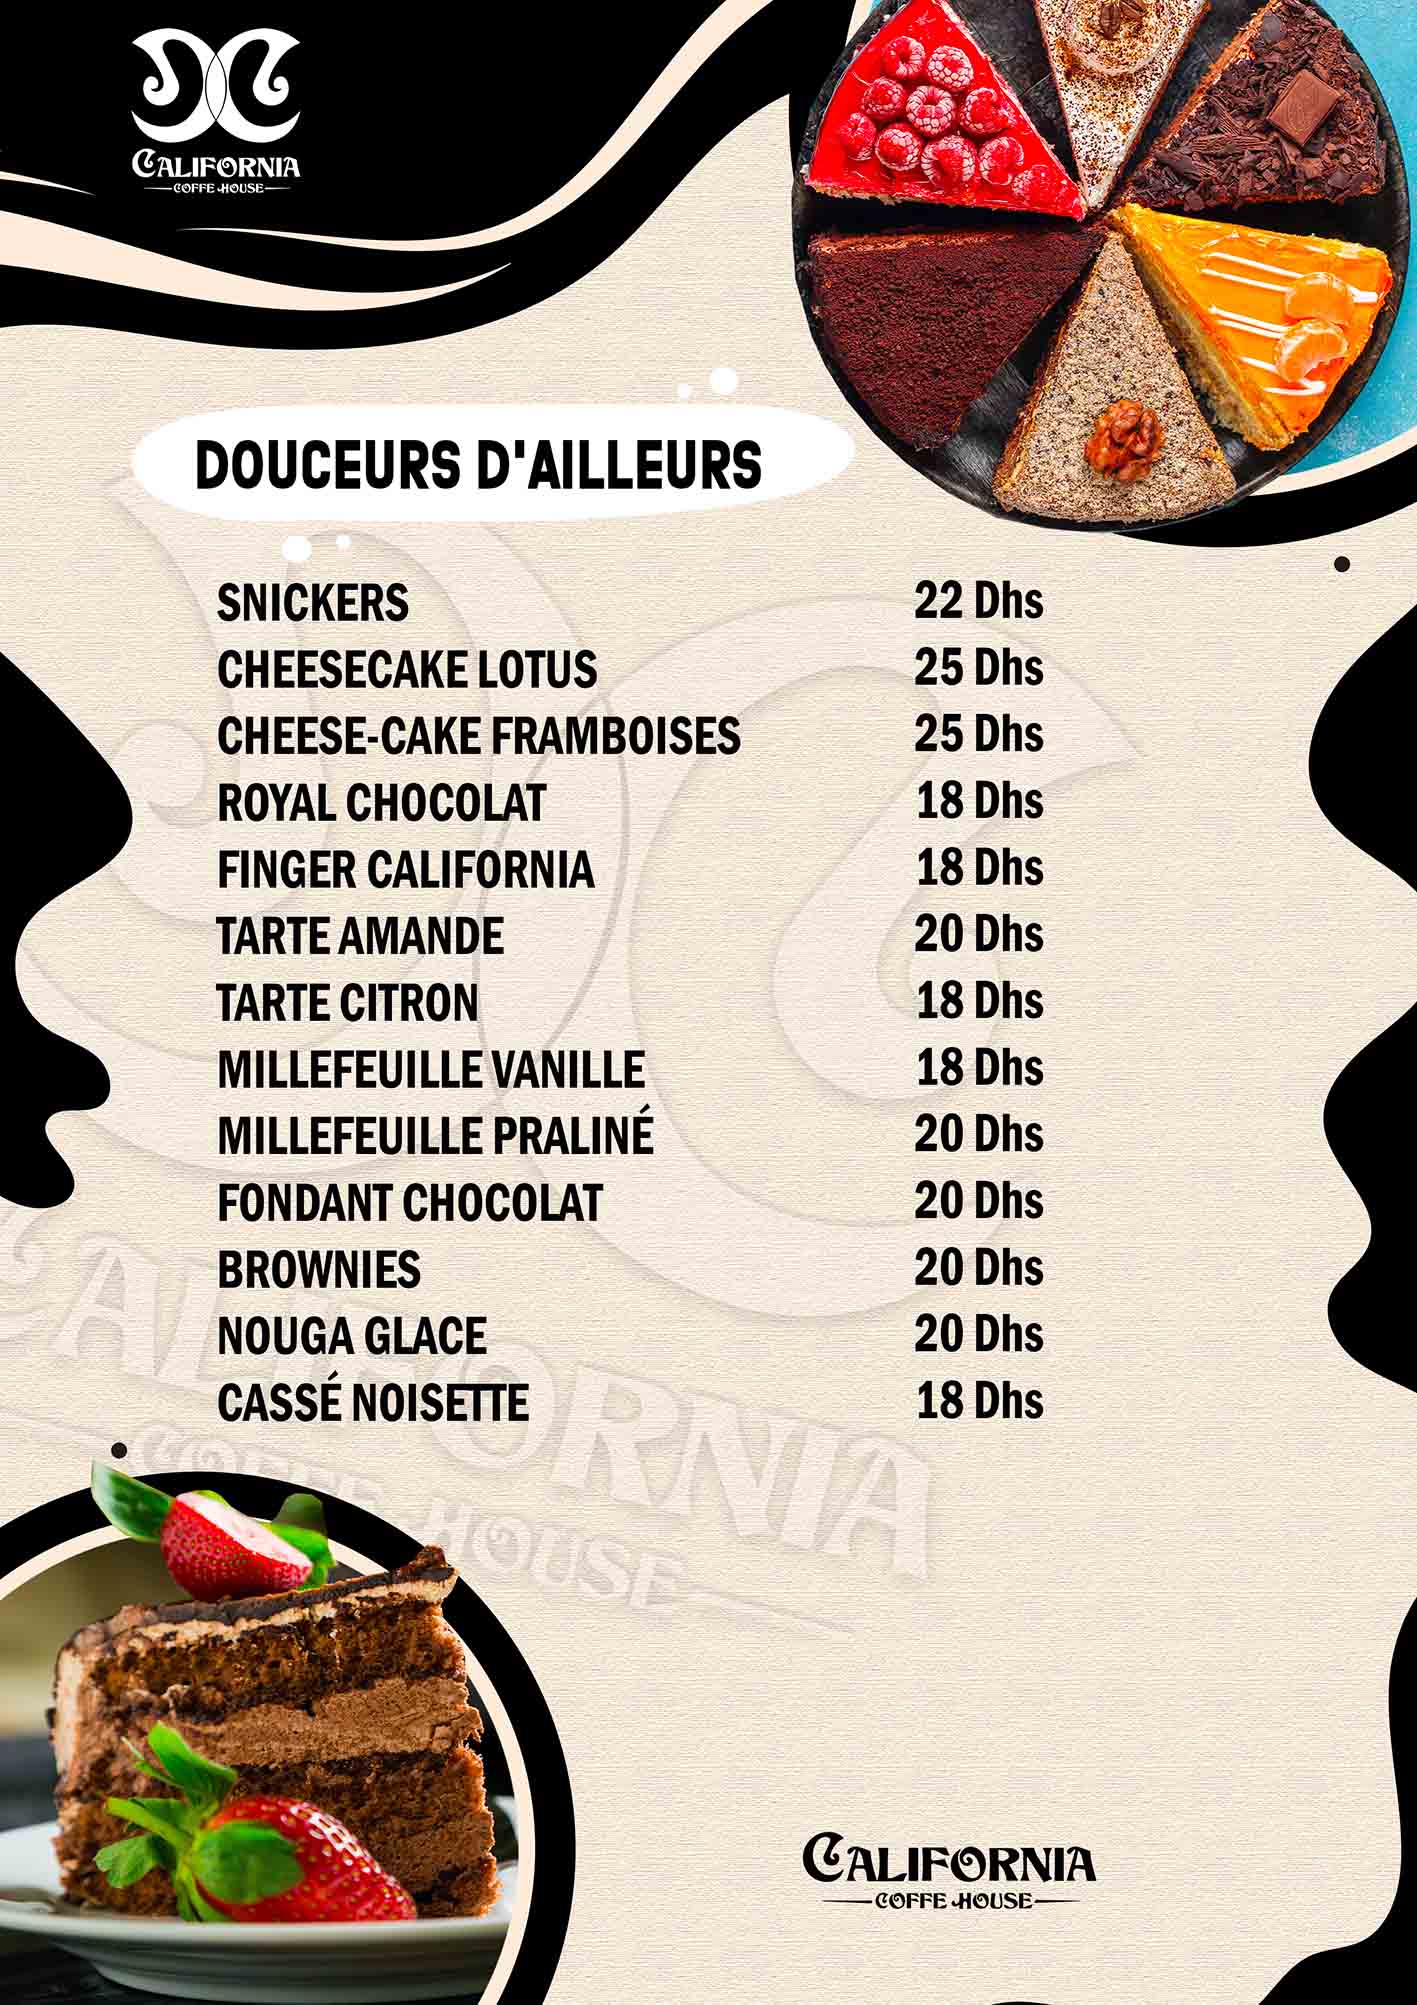 CALIFORNIA
COFFE HOUSE
DOUCEURS D'AILLEURS
SNICKERS 22 Dhs
CHEESECAKE LOTUS 25 Dhs
CHEESE-CAKE FRAMBOISES 25 Dhs
ROYAL CHOCOLAT 18 Dhs
FINGER CALIFORNIA 18 Dhs
TARTE AMANDE 20 Dhs
TARTE CITRON 18 Dhs
MILLEFEUILLE VANILLE 18 Dhs
MILLEFEUILLE PRALINÉ 20 Dhs
FONDANT CHOCOLAT 20 Dhs
BROWNIES 20 Dhs
NOUGA GLACE 20 Dhs
CASSÉ NOISETTE 18 Dhs
CALIFORNIA
COFFE HOUSE
CALIFORNIA
COFFE HOUSE